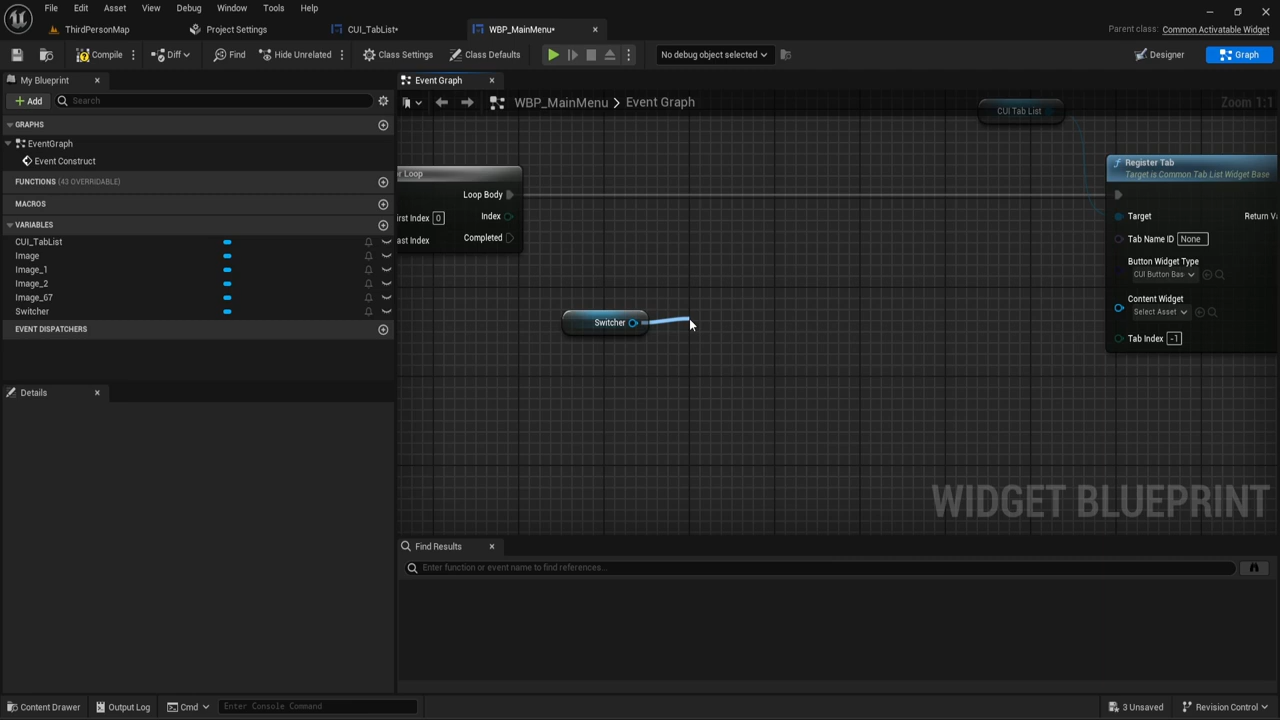 File Edit Asset View Debug Window Tools Help
ThirdPersonMap Project Settings CUI_TabList• WBP_MainMenu•
Parent class: Common Activatable Widget
Compile Diff Find Hide Unrelated Class Settings Class Defaults No debug object selected Designer Graph
My Blueprint
Event Graph
Add Search
WBP_MainMenu > Event Graph Zoom 1:1
GRAPHS
EventGraph
Event Construct
FUNCTIONS (43 OVERRIDABLE)
MACROS
VARIABLES
CUI_TabList
Image
Image_1
Image_2
Image_67
Switcher
EVENT DISPATCHERS
Details
CUI Tab List
or Loop
Loop Body
irst Index 0 Index
ast Index Completed
Switcher
Register Tab
Target is Common Tab List Widget Base
Target Return V
Tab Name ID None
Button Widget Type
CUI Button Bas
Content Widget
Select Asset
Tab Index -1
WIDGET BLUEPRINT
Find Results
Enter function or event name to find references...
Content Drawer Output Log Cmd Enter Console Command 3 Unsaved Revision Control